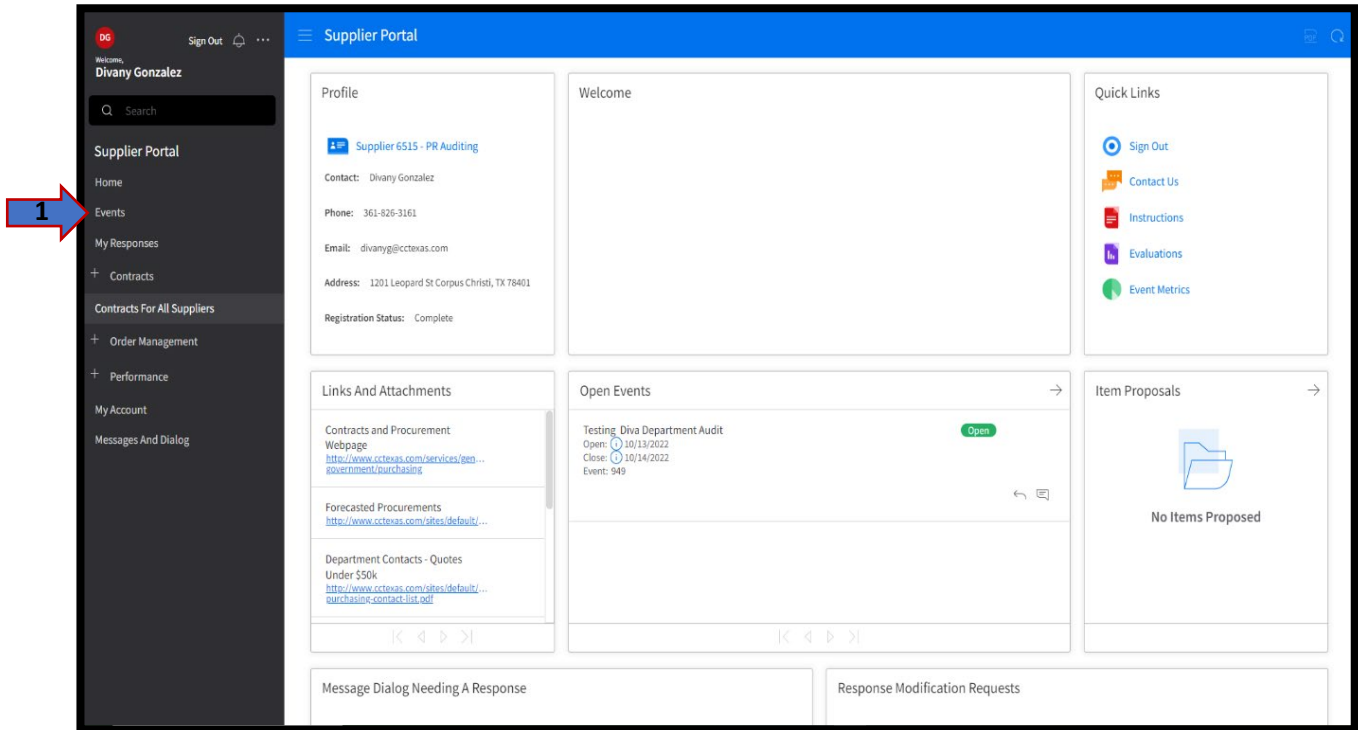 DG
Sign Out
Welcome,
Divany Gonzalez
Search
Supplier Portal
Home
1
Events
My Responses
+ Contracts
Contracts For All Suppliers
+ Order Management
+ Performance
My Account
Messages And Dialog
Supplier Portal
PDF
Profile
Supplier 6515 - PR Auditing
Contact: Divany Gonzalez
Phone: 361-826-3161
Email: divanyg@cctexas.com
Address: 1201 Leopard St Corpus Christi, TX 78401
Registration Status: Complete
Welcome
Quick Links
Sign Out
Contact Us
Instructions
Evaluations
Event Metrics
Links And Attachments
Contracts and Procurement
Webpage
http://www.cctexas.com/services/gen...
government/purchasing
Forecasted Procurements
http://www.cctexas.com/sites/default/...
Department Contacts - Quotes
Under $50k
http://www.cctexas.com/sites/default/...
purchasing-contact-list.pdf
Open Events
Testing Diva Department Audit
Open
Open: i 10/13/2022
Close: i 10/14/2022
Event: 949
Item Proposals
No Items Proposed
Message Dialog Needing A Response
Response Modification Requests